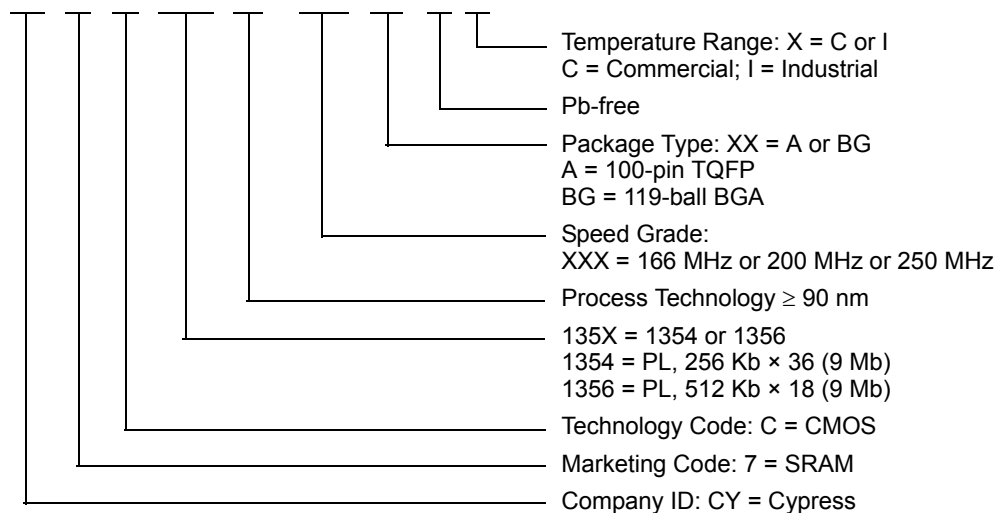 Temperature Range: X = C or I
C = Commercial; I = Industrial
Pb-free
Package Type: XX = A or BG
A = 100-pin TQFP
BG = 119-ball BGA
Speed Grade:
XXX = 166 MHz or 200 MHz or 250 MHz
Process Technology ≥ 90 nm
135X = 1354 or 1356
1354 = PL, 256 Kb × 36 (9 Mb)
1356 = PL, 512 Kb × 18 (9 Mb)
Technology Code: C = CMOS
Marketing Code: 7 = SRAM
Company ID: CY = Cypress